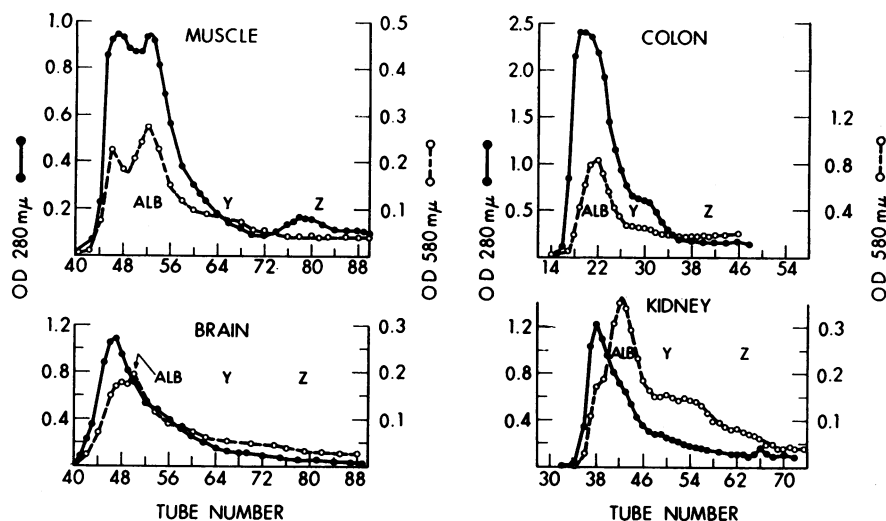 MUSCLE
1.0
0.8
0.6
0.4
0.2
0.5
0.4
0.3
0.2
0.1
ALB Y Z
40 48 56 64 72 80 88
OD 280 mμ
OD 580 mμ
COLON
2.5
2.0
1.5
1.0
0.5
1.2
0.8
0.4
ALB Y Z
14 22 30 38 46 54
OD 280 mμ
OD 580 mμ
BRAIN
1.2
0.8
0.4
0.3
0.2
0.1
ALB Y Z
40 48 56 64 72 80 88
TUBE NUMBER
KIDNEY
1.2
0.8
0.4
0.3
0.2
0.1
ALB Y Z
30 38 46 54 62 70
TUBE NUMBER